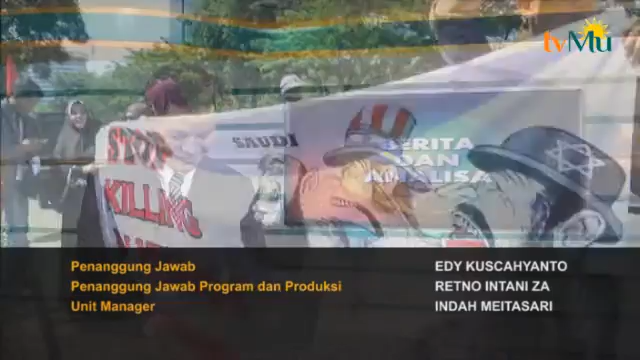 tvMu
STOP
KILLING
SAUDI
BERITA
DAN
ANALISA
Penanggung Jawab EDY KUSCAHYANTO
Penanggung Jawab Program dan Produksi RETNO INTANI ZA
Unit Manager INDAH MEITASARI